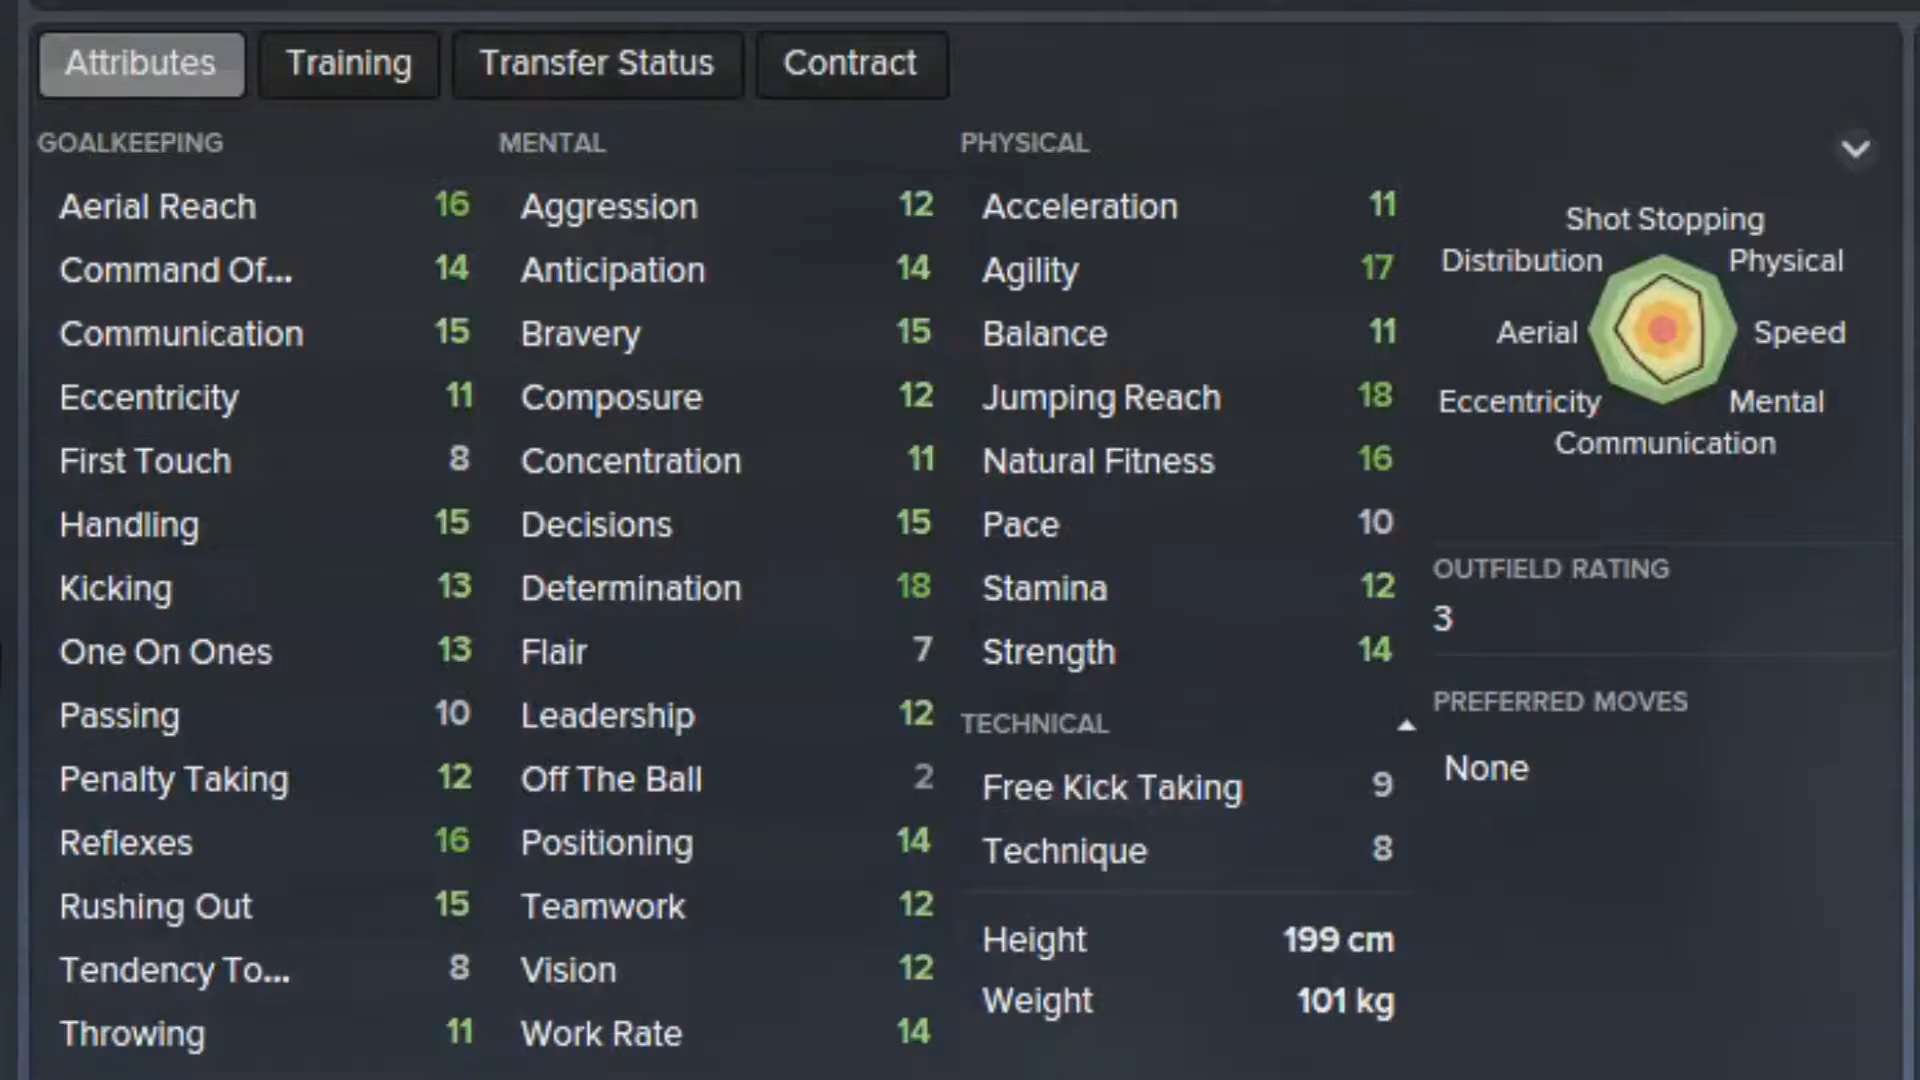 Attributes
Training
Transfer Status
Contract
GOALKEEPING
Aerial Reach 16
Command Of... 14
Communication 15
Eccentricity 11
First Touch 8
Handling 15
Kicking 13
One On Ones 13
Passing 10
Penalty Taking 12
Reflexes 16
Rushing Out 15
Tendency To... 8
Throwing 11
MENTAL
Aggression 12
Anticipation 14
Bravery 15
Composure 12
Concentration 11
Decisions 15
Determination 18
Flair 7
Leadership 12
Off The Ball 2
Positioning 14
Teamwork 12
Vision 12
Work Rate 14
PHYSICAL
Acceleration 11
Agility 17
Balance 11
Jumping Reach 18
Natural Fitness 16
Pace 10
Stamina 12
Strength 14
TECHNICAL
Free Kick Taking 9
Technique 8
Height 199 cm
Weight 101 kg
Shot Stopping
Distribution
Physical
Aerial
Speed
Eccentricity
Mental
Communication
OUTFIELD RATING
3
PREFERRED MOVES
None